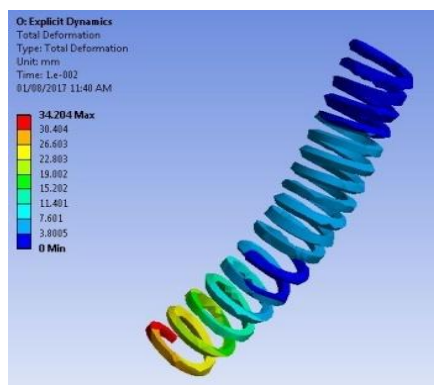 O: Explicit Dynamics
Total Deformation
Type: Total Deformation
Unit: mm
Time: 1.e-002
01/08/2017 11:40 AM
34.204 Max
30.404
26.603
22.803
19.002
15.202
11.401
7.601
3.8005
0 Min